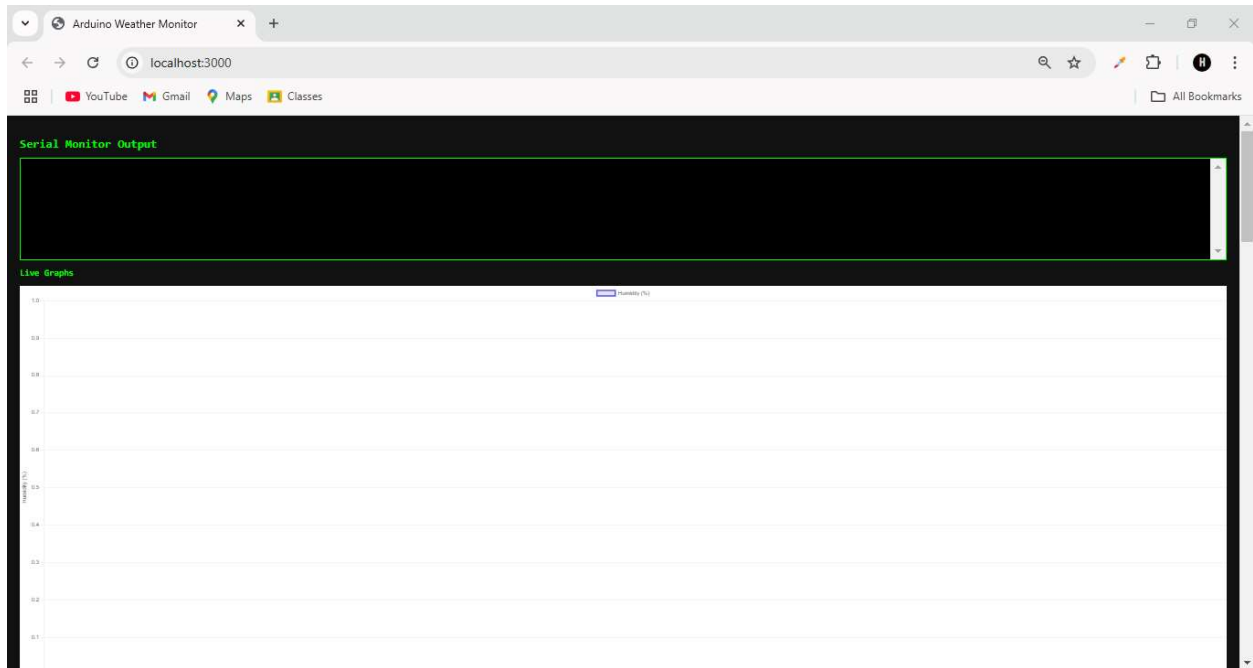 Arduino Weather Monitor
localhost:3000
H
YouTube Gmail Maps Classes All Bookmarks
Serial Monitor Output
Live Graphs
Humidity (%)
1.0
0.9
0.8
0.7
0.6
Humidity (%)
0.5
0.4
0.3
0.2
0.1